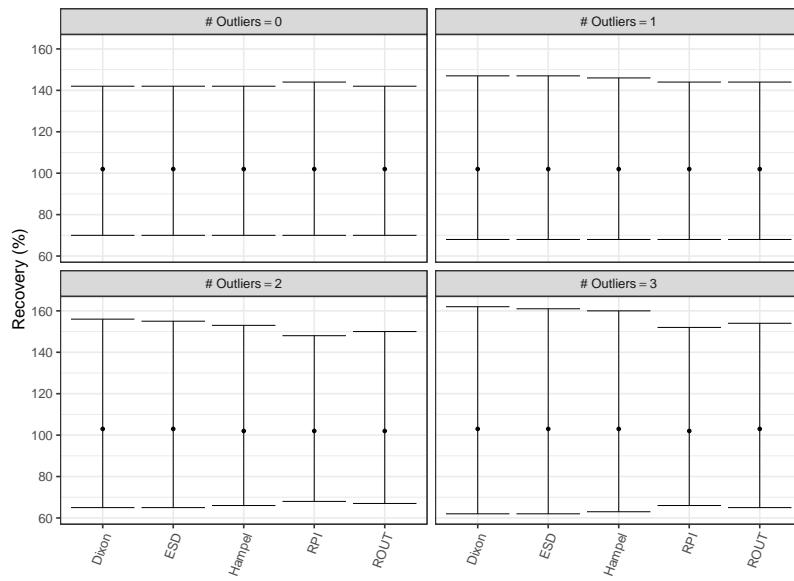 # Outliers = 0
# Outliers = 1
160
140
120
100
80
60
# Outliers = 2
# Outliers = 3
160
140
120
100
80
60
Recovery (%)
Dixon
ESD
Hampel
RPI
ROUT
Dixon
ESD
Hampel
RPI
ROUT